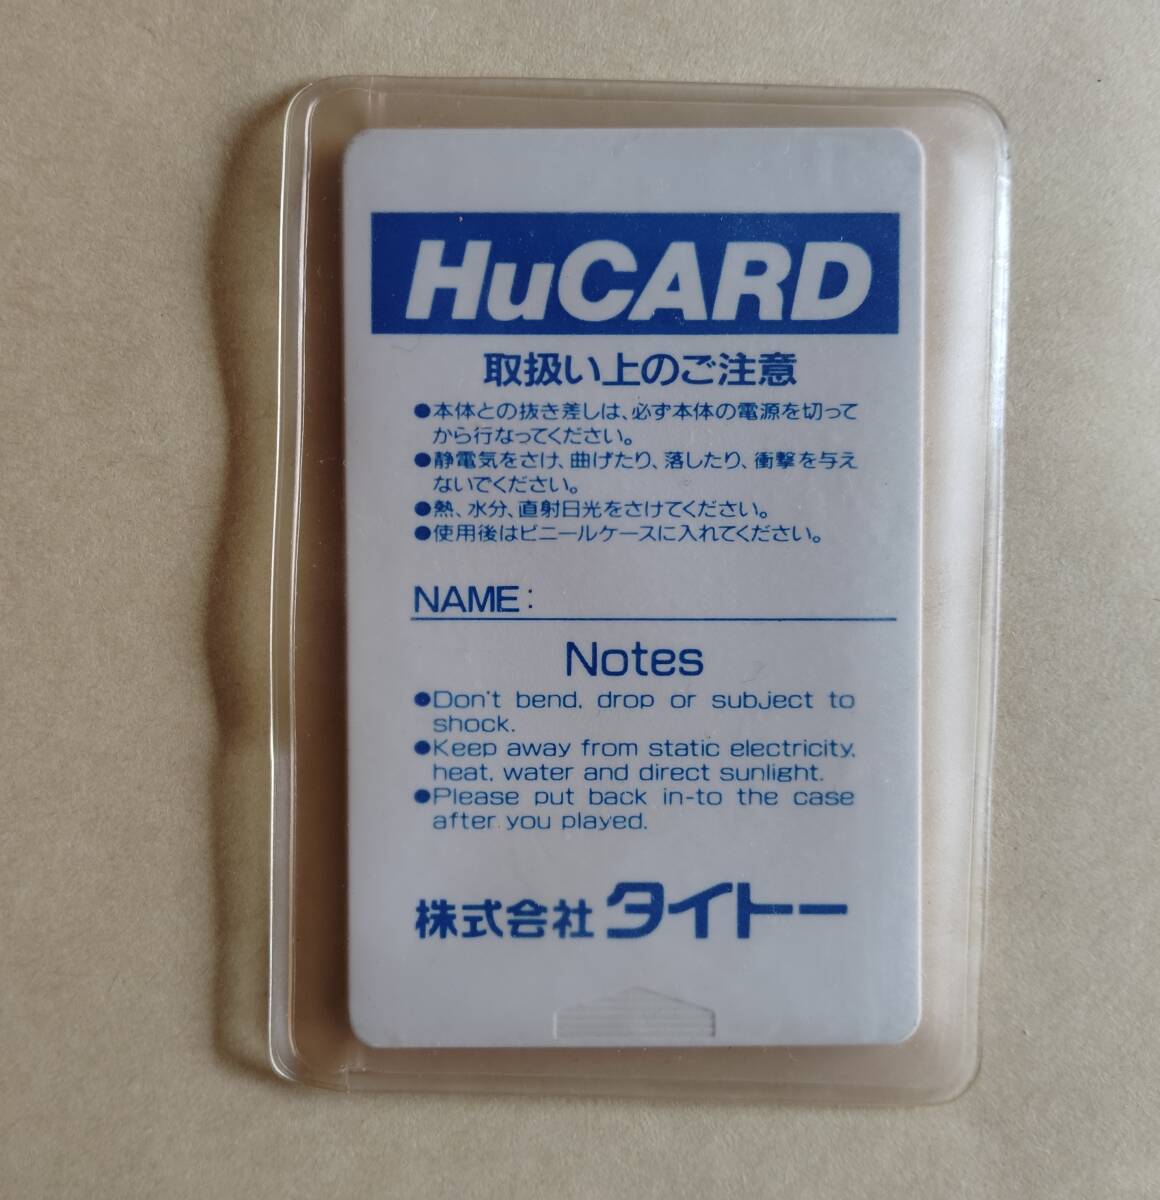 HuCARD
取扱い上のご注意
●本体との抜き差しは、必ず本体の電源を切って
から行なってください。
●静電気をさけ、曲げたり、落したり、衝撃を与え
ないでください。
●熱、水分、直射日光をさけてください。
●使用後はビニールケースに入れてください。
NAME:
Notes
●Don't bend, drop or subject to
shock.
●Keep away from static electricity,
heat, water and direct sunlight.
●Please put back in-to the case
after you played.
株式会社タイトー